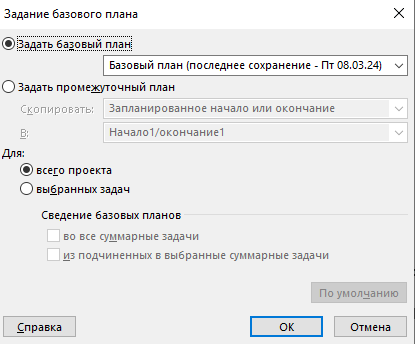 Задание базового плана
Задать базовый план
Базовый план (последнее сохранение - Пт 08.03.24)
Задать промежуточный план
Скопировать: Запланированное начало или окончание
В: Начало1/окончание1
Для:
всего проекта
выбранных задач
Сведение базовых планов
во все суммарные задачи
из подчиненных в выбранные суммарные задачи
По умолчанию
Справка ОК Отмена